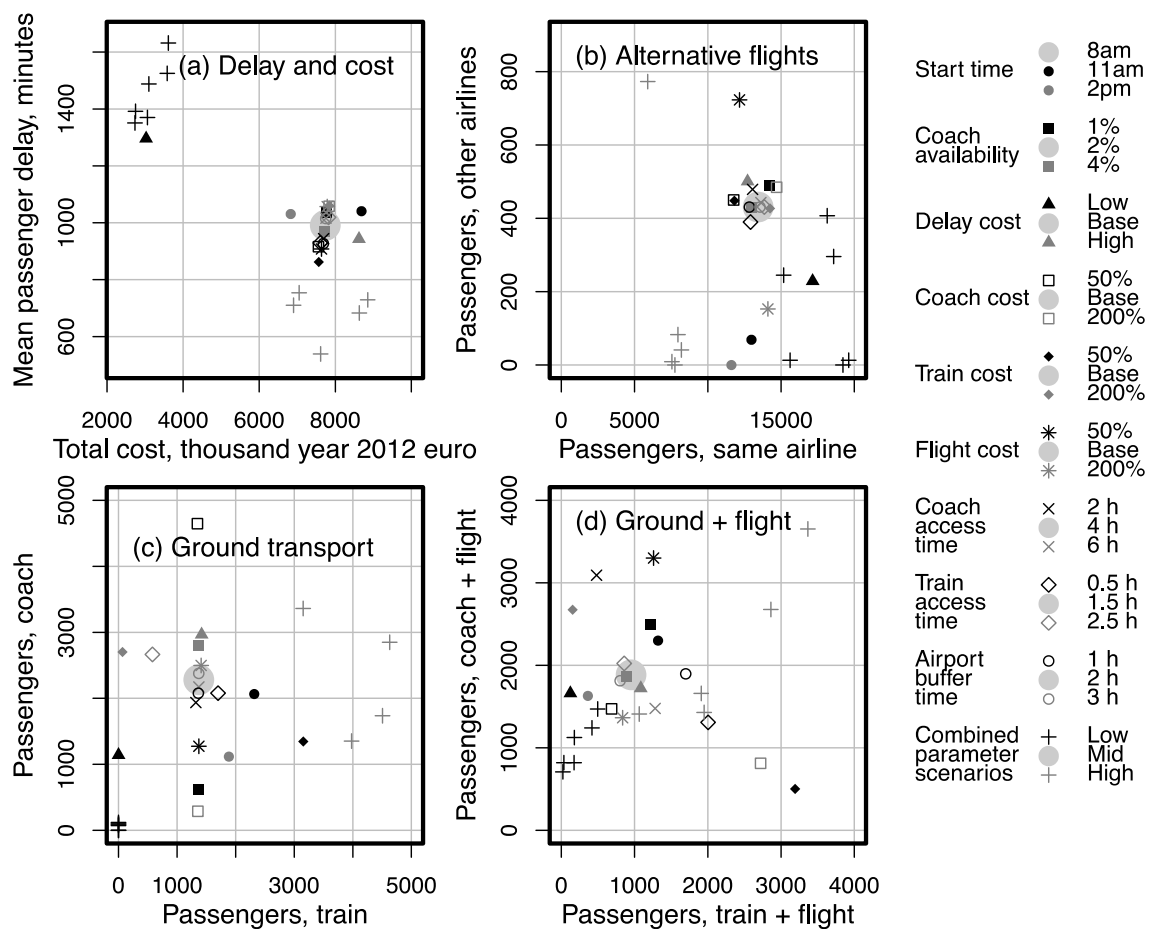 (a) Delay and cost
Mean passenger delay, minutes
600
1000
1400
2000
4000
6000
8000
Total cost, thousand year 2012 euro
(b) Alternative flights
Passengers, other airlines
0
200
400
600
800
0
5000
15000
Passengers, same airline
(c) Ground transport
Passengers, coach
0
1000
3000
5000
0
1000
3000
5000
Passengers, train
(d) Ground + flight
Passengers, coach + flight
0
1000
2000
3000
4000
0
1000
2000
3000
4000
Passengers, train + flight
Start time
8am
11am
2pm
Coach
availability
1%
2%
4%
Delay cost
Low
Base
High
Coach cost
50%
Base
200%
Train cost
50%
Base
200%
Flight cost
50%
Base
200%
Coach
access
time
2 h
4 h
6 h
Train
access
time
0.5 h
1.5 h
2.5 h
Airport
buffer
time
1 h
2 h
3 h
Combined
parameter
scenarios
Low
Mid
High